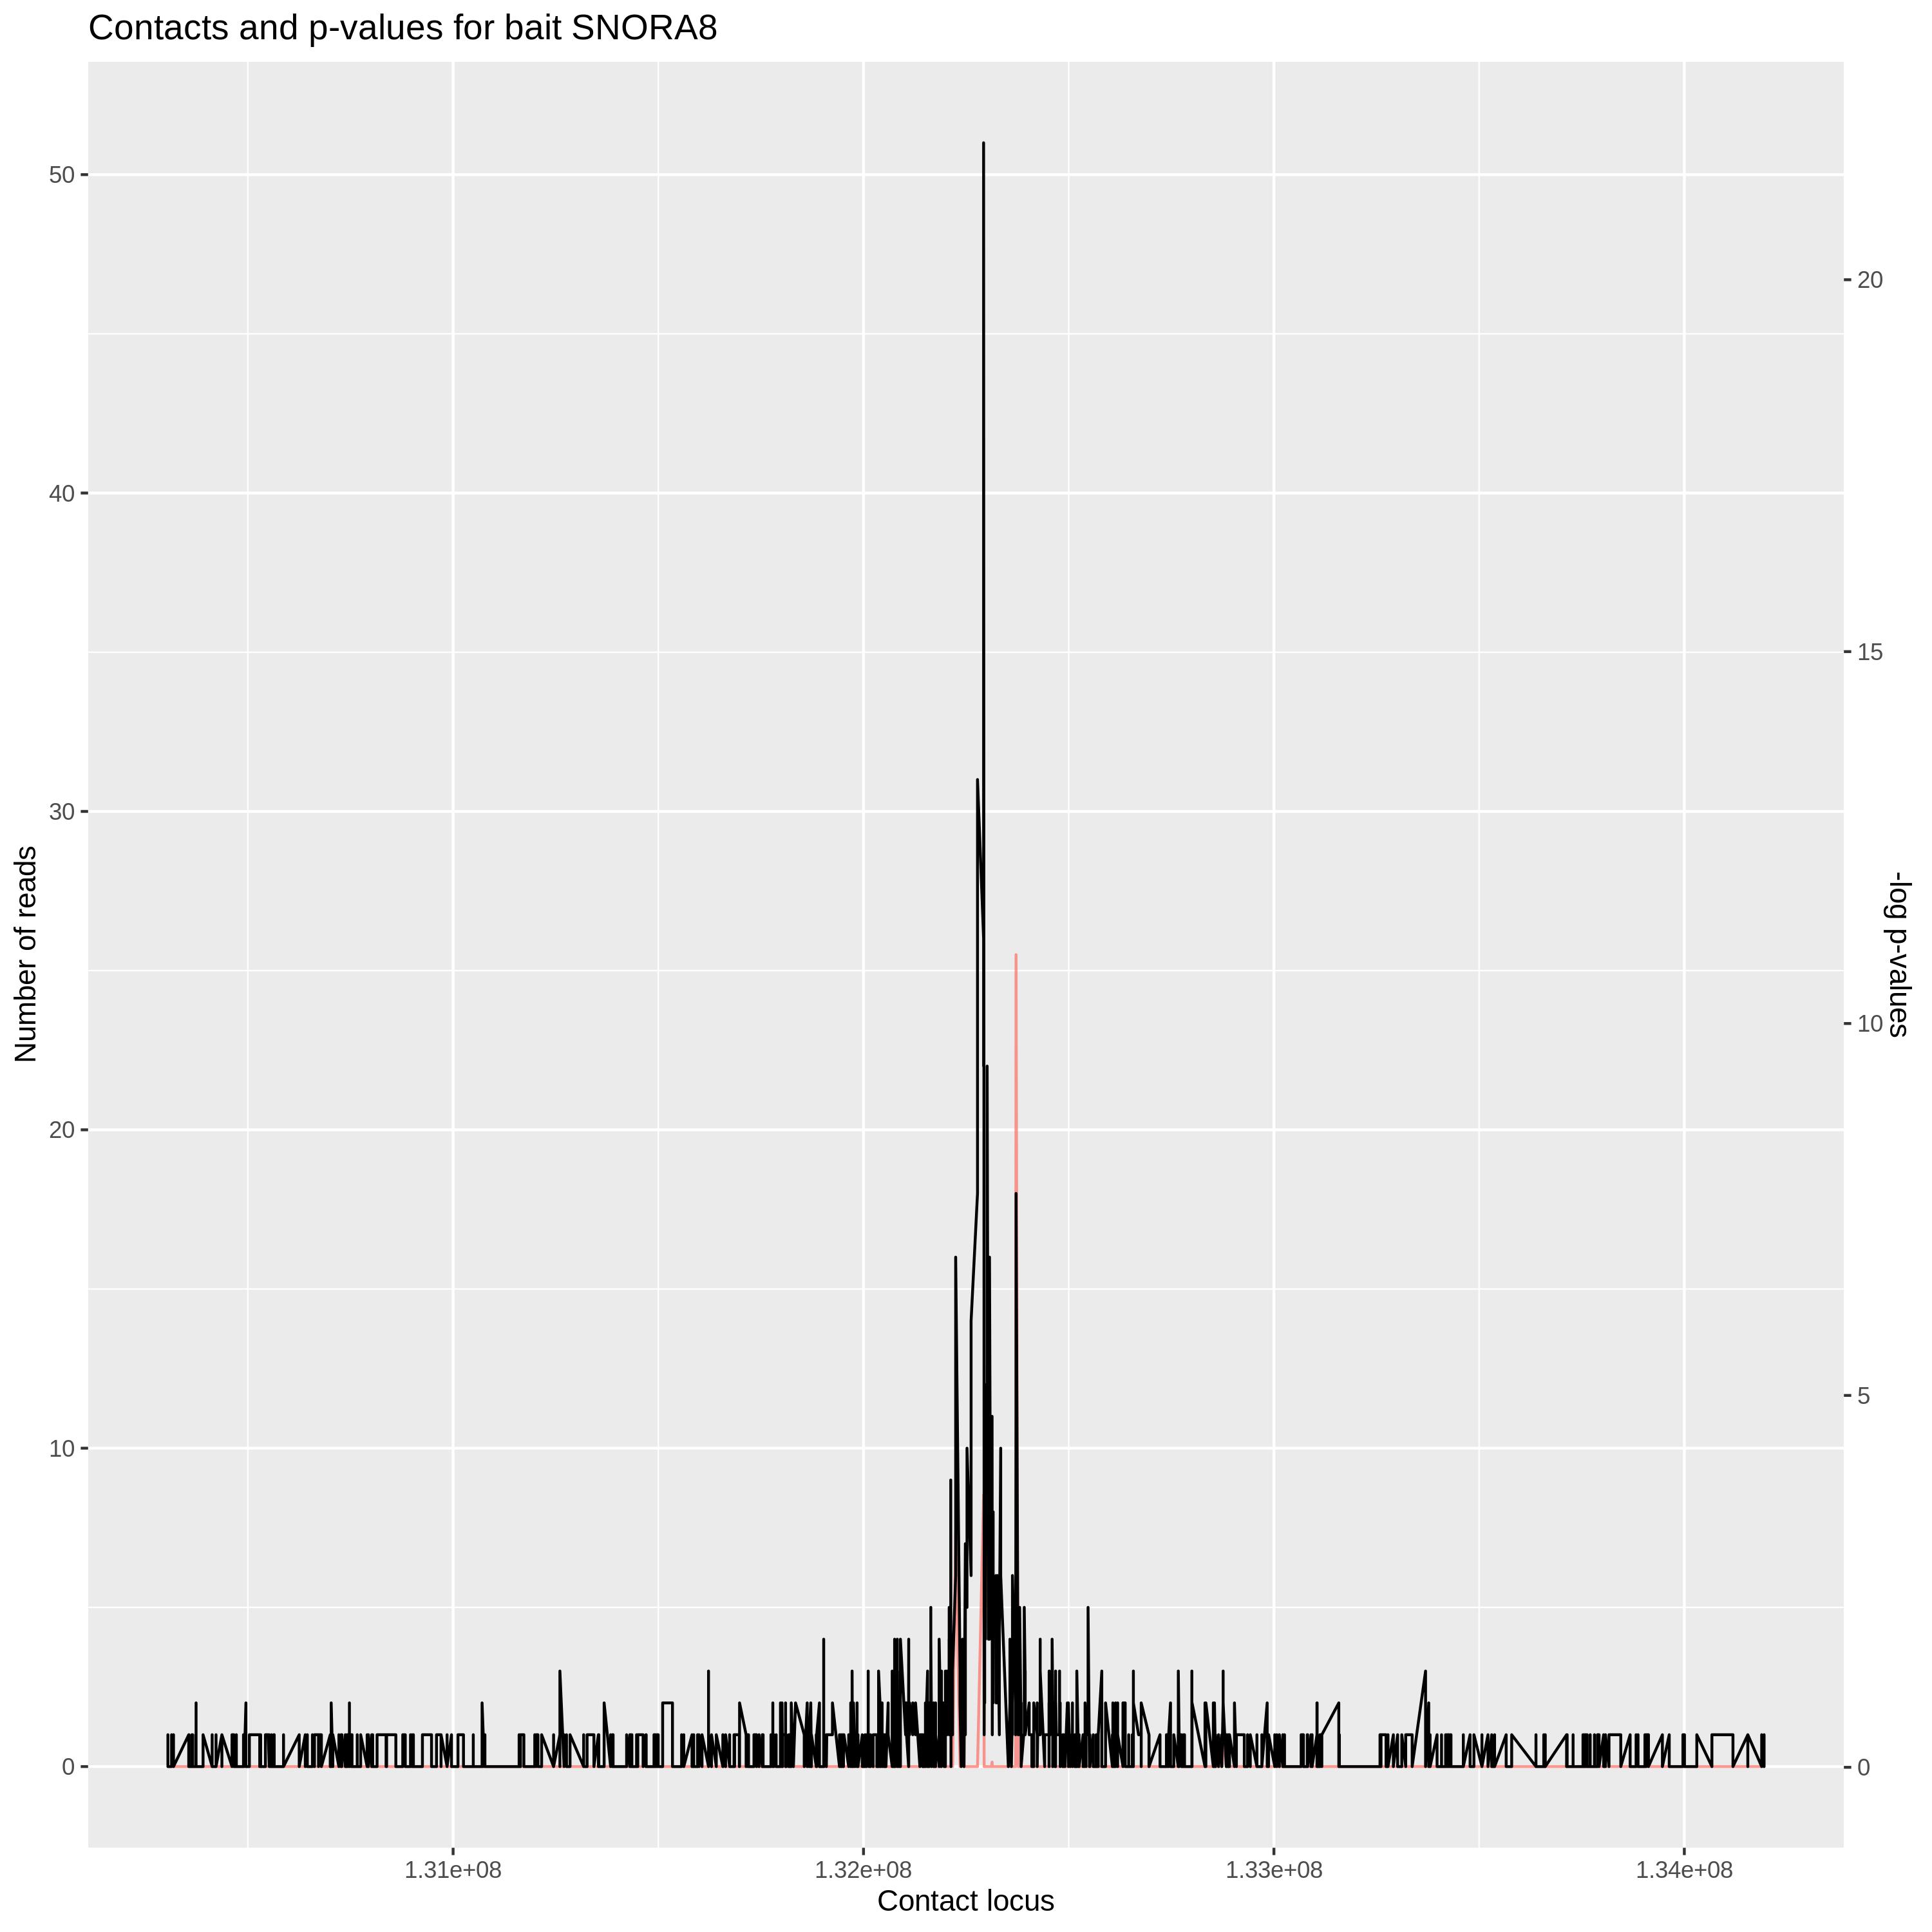 Contacts and p-values for bait SNORA8
50
40
30
20
10
0
Number of reads
20
15
10
5
0
-log p-values
1.31e+08
1.32e+08
1.33e+08
1.34e+08
Contact locus